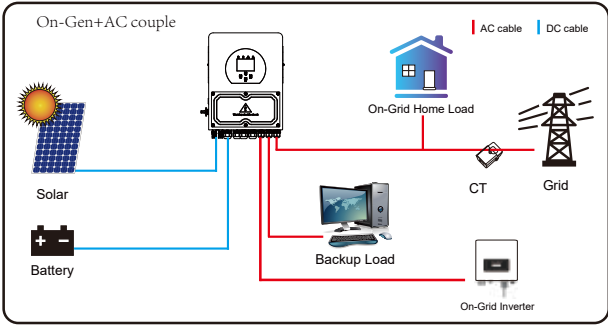 On-Gen+AC couple
AC cable
DC cable
On-Grid Home Load
Solar
CT
Grid
Battery
Backup Load
On-Grid Inverter